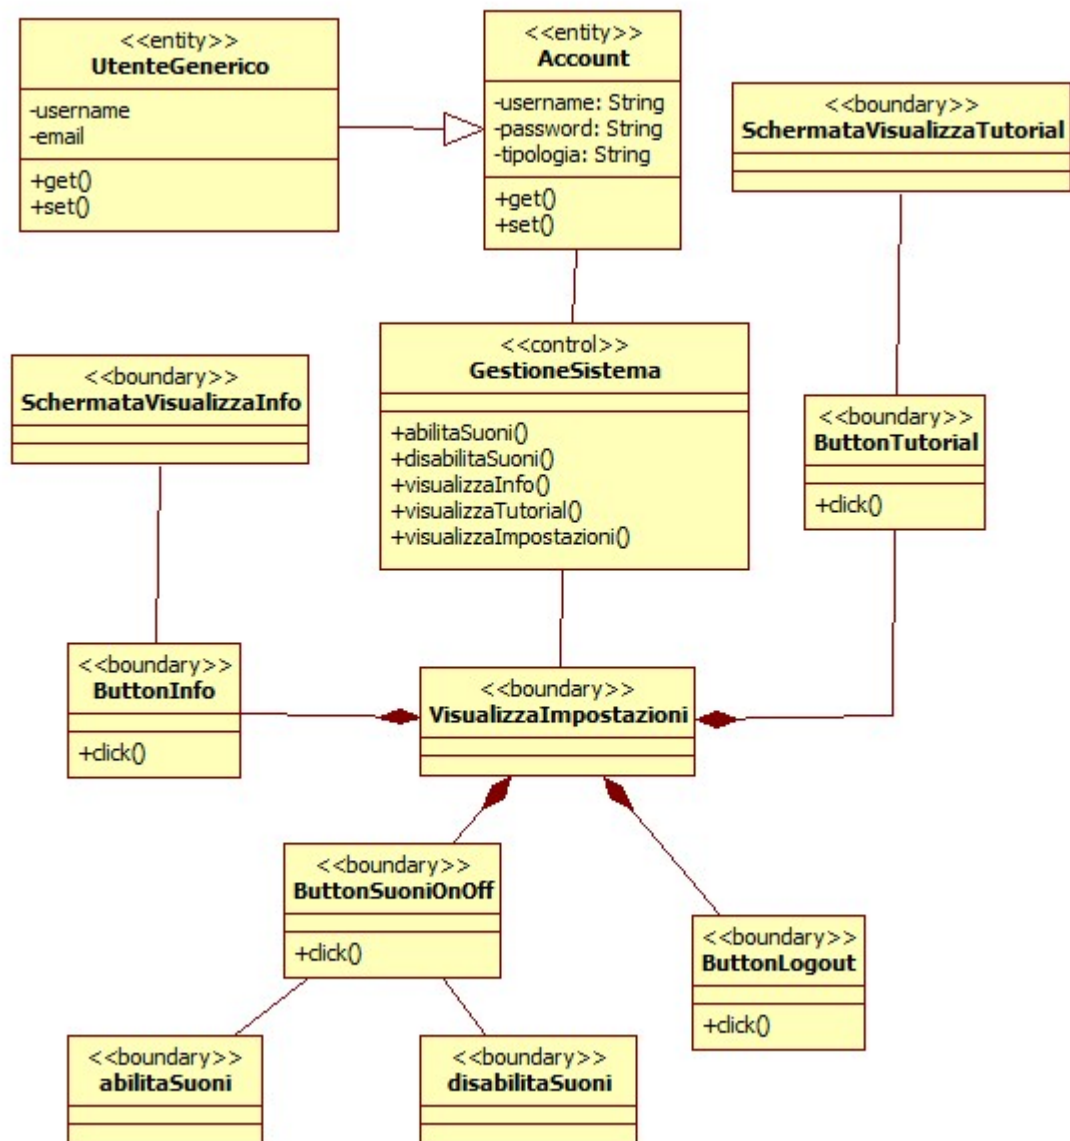 <<entity>>
UtenteGenerico
-username
-email
+get()
+set()
<<entity>>
Account
-username: String
-password: String
-tipologia: String
+get()
+set()
<<boundary>>
SchermataVisualizzaTutorial
<<boundary>>
SchermataVisualizzaInfo
<<control>>
GestioneSistema
+abilitaSuoni()
+disabilitaSuoni()
+visualizzaInfo()
+visualizzaTutorial()
+visualizzaImpostazioni()
<<boundary>>
ButtonTutorial
+click()
<<boundary>>
ButtonInfo
+click()
<<boundary>>
VisualizzaImpostazioni
<<boundary>>
ButtonSuoniOnOff
+click()
<<boundary>>
ButtonLogout
+click()
<<boundary>>
abilitaSuoni
<<boundary>>
disabilitaSuoni